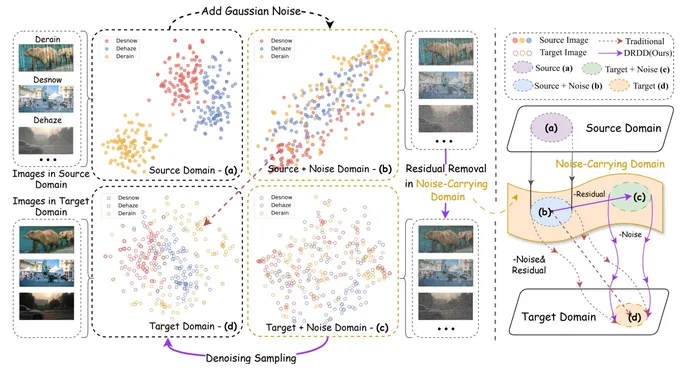 Add Gaussian Noise
Derain
Desnow
Dehaze
• • •
Images in Source
Domain
Desnow
Dehaze
Derain
Source Domain - (a)
Desnow
Dehaze
Derain
Source + Noise Domain - (b)
• • •
Residual Removal
in Noise-Carrying
Domain
Images in Target
Domain
• • •
Desnow
Dehaze
Derain
Target Domain - (d)
Desnow
Dehaze
Derain
Target + Noise Domain - (c)
• • •
Denoising Sampling
Source Image
Target Image
Traditional
DRDD(Ours)
Source (a)
Target + Noise (c)
Source + Noise (b)
Target (d)
(a)
Source Domain
Noise-Carrying Domain
-Residual
(b)
(c)
-Noise
-Noise&
Residual
Target Domain
(d)